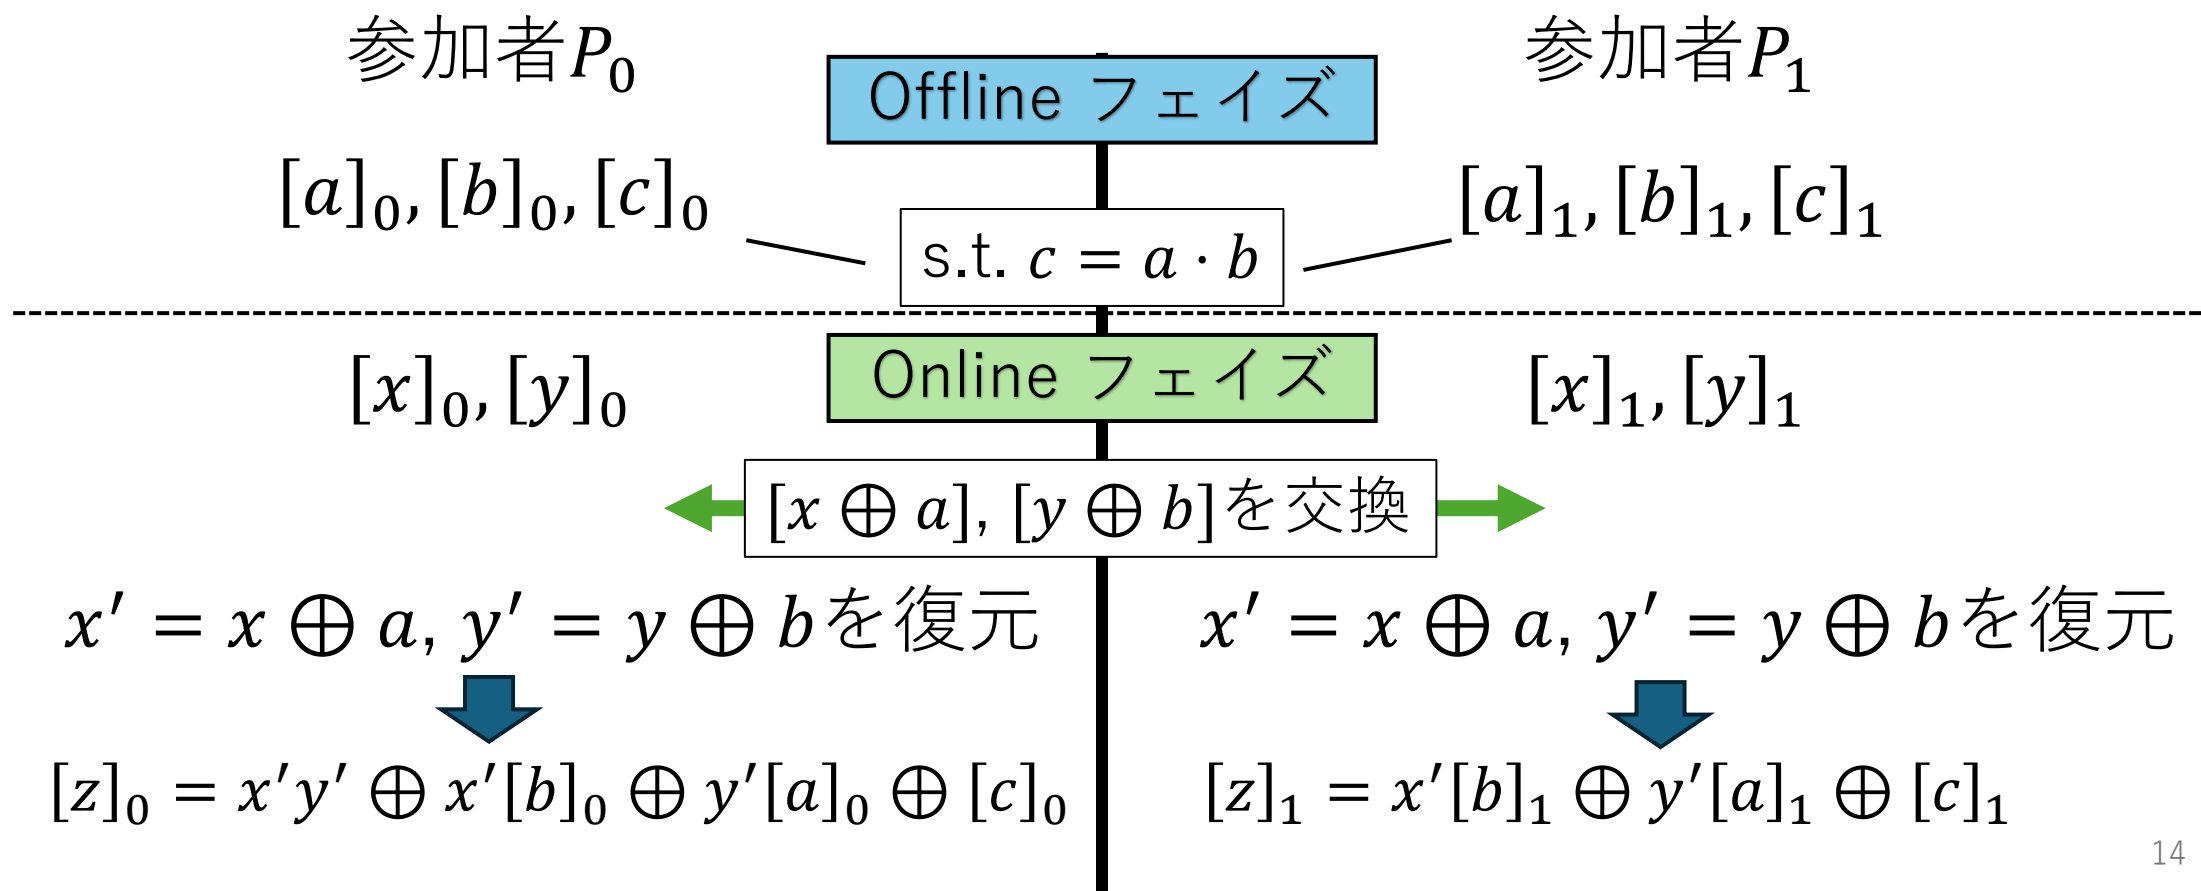 参加者P₀
Offline フェイズ
参加者P₁
[a]₀, [b]₀, [c]₀
[a]₁, [b]₁, [c]₁
s.t. c = a · b
Online フェイズ
[x]₀, [y]₀
[x]₁, [y]₁
[x ⊕ a], [y ⊕ b]を交換
x′ = x ⊕ a, y′ = y ⊕ bを復元
x′ = x ⊕ a, y′ = y ⊕ bを復元
[z]₀ = x′y′ ⊕ x′[b]₀ ⊕ y′[a]₀ ⊕ [c]₀
[z]₁ = x′[b]₁ ⊕ y′[a]₁ ⊕ [c]₁
14